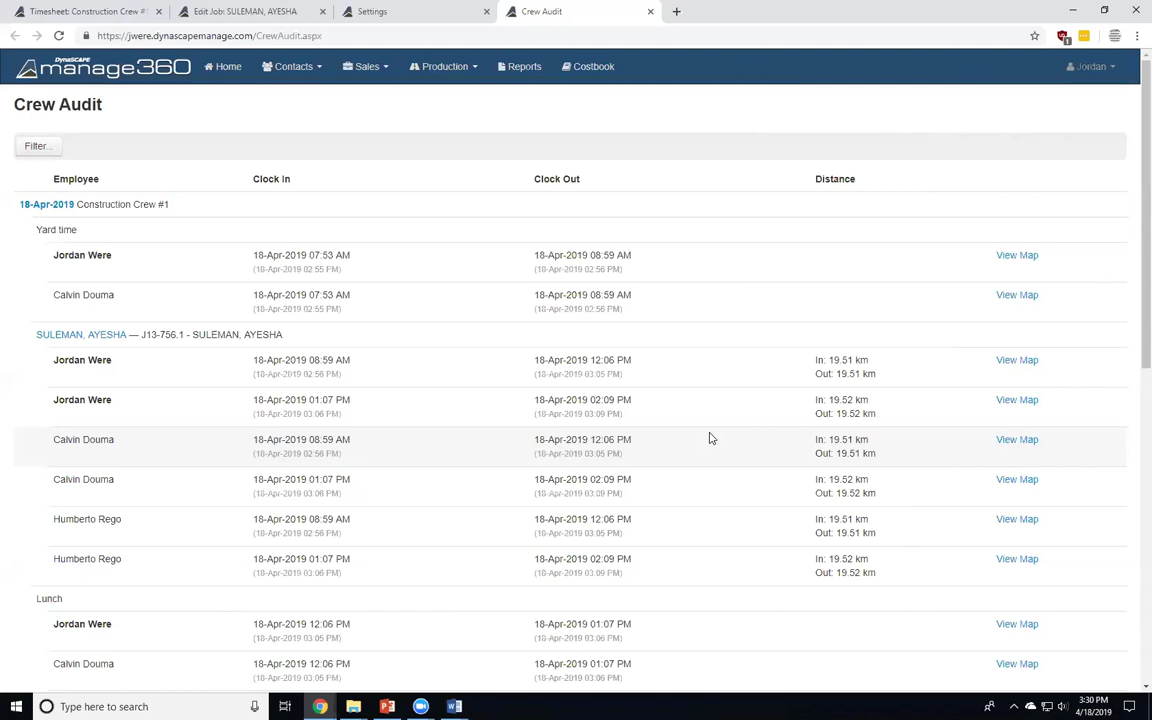 Timesheet: Construction Crew #1
Edit Job: SULEMAN, AYESHA
Settings
Crew Audit
https://jwere.dynascapemanage.com/CrewAudit.aspx
DynaSCAPE
manage360
Home
Contacts
Sales
Production
Reports
Costbook
Jordan
Crew Audit
Filter...
Employee Clock In Clock Out Distance
18-Apr-2019 Construction Crew #1
Yard time
Jordan Were 18-Apr-2019 07:53 AM 18-Apr-2019 08:59 AM View Map
(18-Apr-2019 02:55 PM) (18-Apr-2019 02:56 PM)
Calvin Douma 18-Apr-2019 07:53 AM 18-Apr-2019 08:59 AM View Map
(18-Apr-2019 02:55 PM) (18-Apr-2019 02:56 PM)
SULEMAN, AYESHA — J13-756.1 - SULEMAN, AYESHA
Jordan Were 18-Apr-2019 08:59 AM 18-Apr-2019 12:06 PM In: 19.51 km View Map
(18-Apr-2019 02:56 PM) (18-Apr-2019 03:05 PM) Out: 19.51 km
Jordan Were 18-Apr-2019 01:07 PM 18-Apr-2019 02:09 PM In: 19.52 km View Map
(18-Apr-2019 03:06 PM) (18-Apr-2019 03:09 PM) Out: 19.52 km
Calvin Douma 18-Apr-2019 08:59 AM 18-Apr-2019 12:06 PM In: 19.51 km View Map
(18-Apr-2019 02:56 PM) (18-Apr-2019 03:05 PM) Out: 19.51 km
Calvin Douma 18-Apr-2019 01:07 PM 18-Apr-2019 02:09 PM In: 19.52 km View Map
(18-Apr-2019 03:06 PM) (18-Apr-2019 03:09 PM) Out: 19.52 km
Humberto Rego 18-Apr-2019 08:59 AM 18-Apr-2019 12:06 PM In: 19.51 km View Map
(18-Apr-2019 02:56 PM) (18-Apr-2019 03:05 PM) Out: 19.51 km
Humberto Rego 18-Apr-2019 01:07 PM 18-Apr-2019 02:09 PM In: 19.52 km View Map
(18-Apr-2019 03:06 PM) (18-Apr-2019 03:09 PM) Out: 19.52 km
Lunch
Jordan Were 18-Apr-2019 12:06 PM 18-Apr-2019 01:07 PM View Map
(18-Apr-2019 03:05 PM) (18-Apr-2019 03:06 PM)
Calvin Douma 18-Apr-2019 12:06 PM 18-Apr-2019 01:07 PM View Map
(18-Apr-2019 03:05 PM) (18-Apr-2019 03:06 PM)
Type here to search
3:30 PM
4/18/2019